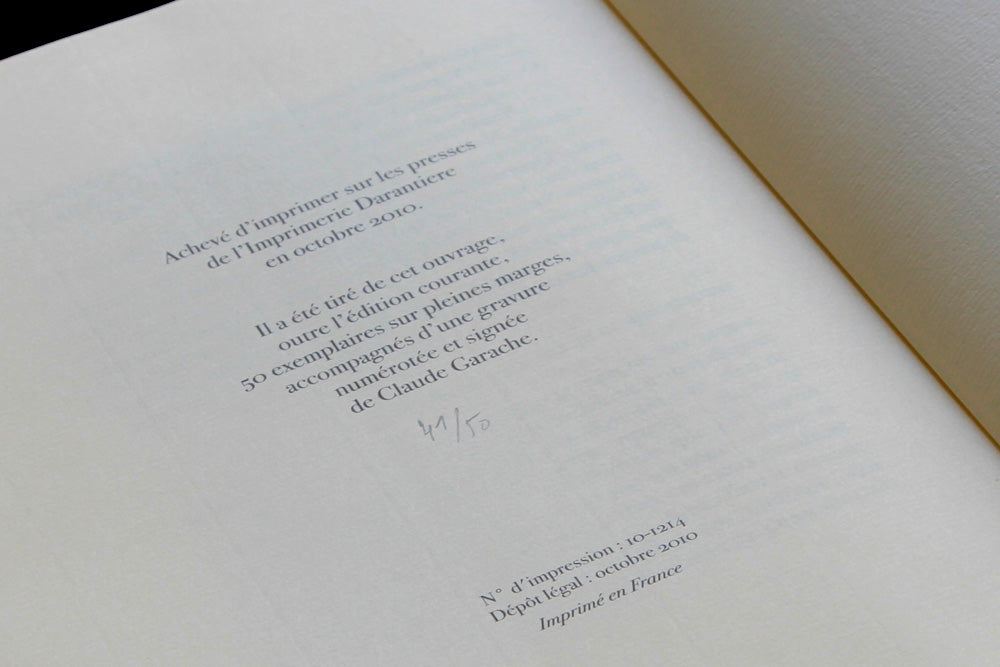 Achevé d'imprimer sur les presses
de l'Imprimerie Darantiere
en octobre 2010.
Il a été tiré de cet ouvrage,
outre l'édition courante,
50 exemplaires sur pleines marges,
accompagnés d'une gravure
numérotée et signée
de Claude Garache.
41/50
N° d'impression : 10-1214
Dépôt légal : octobre 2010
Imprimé en France